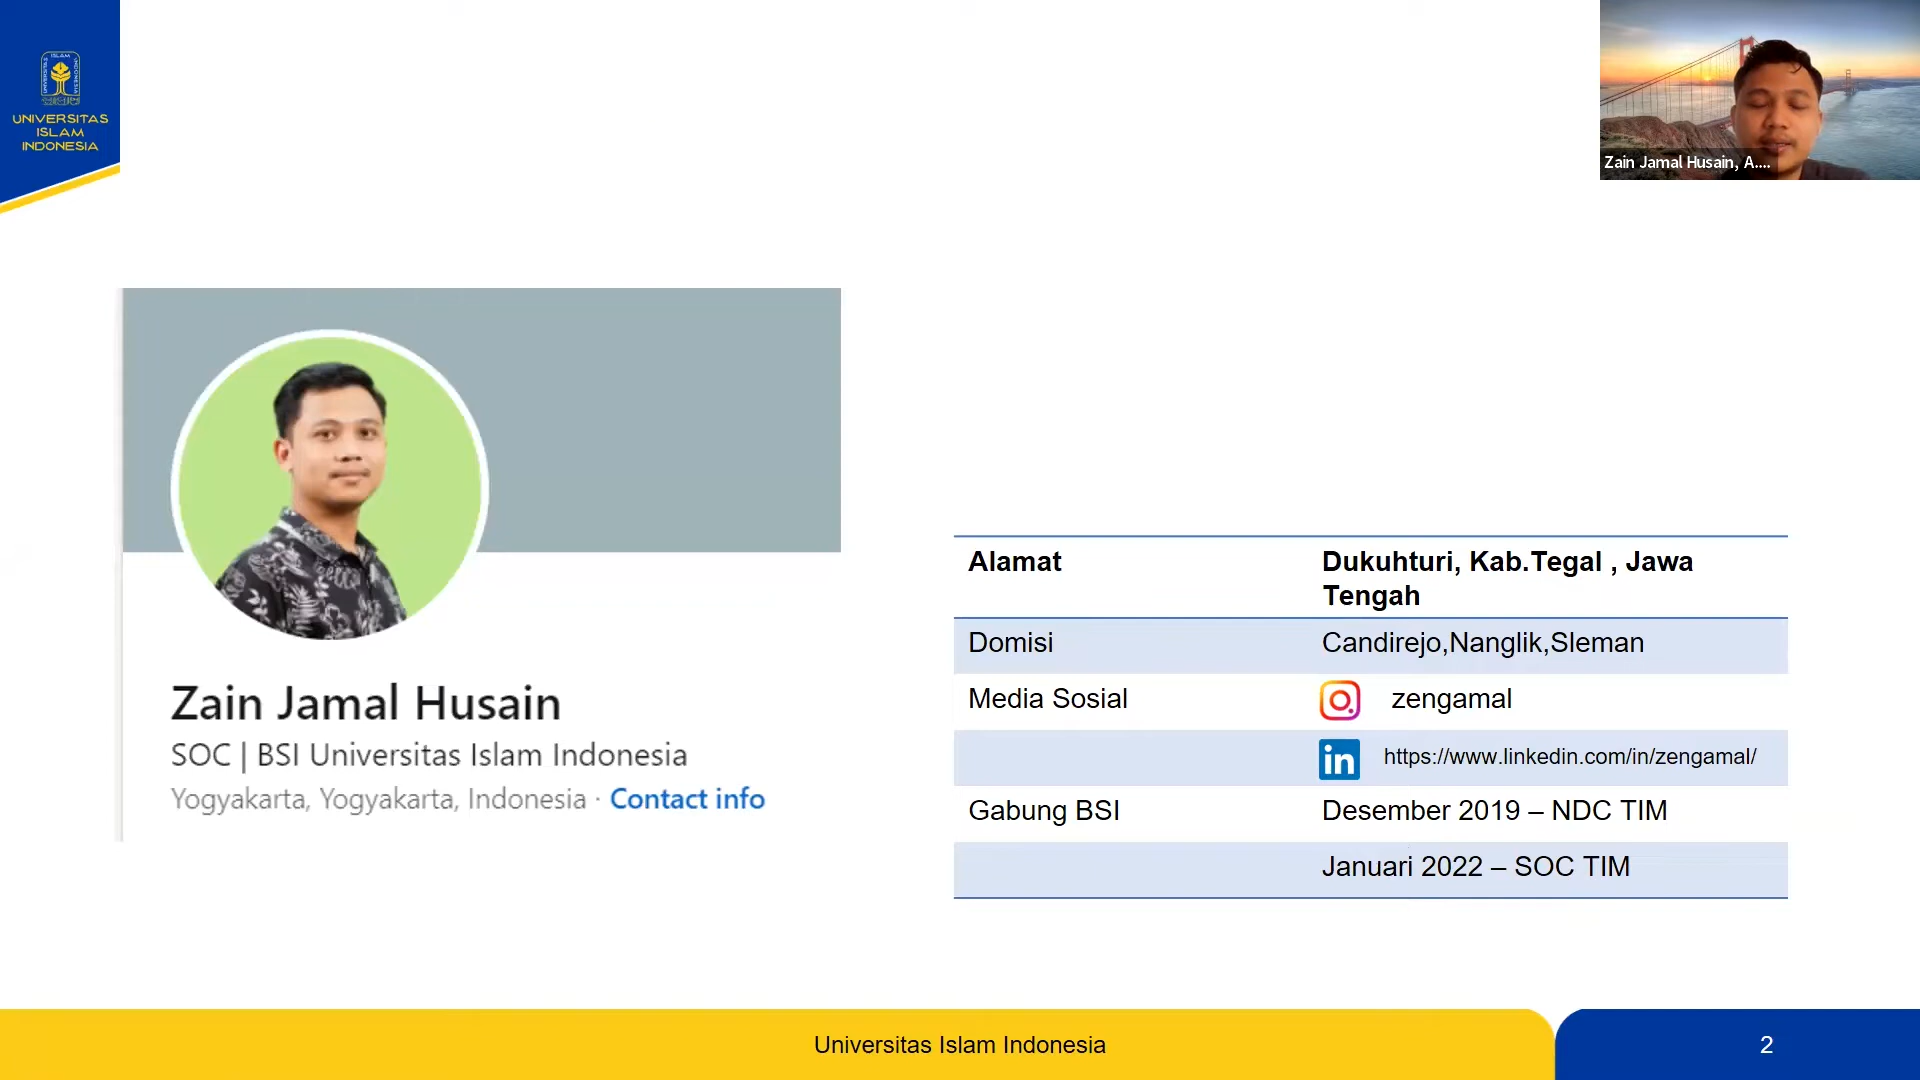 UNIVERSITAS
ISLAM
INDONESIA
Zain Jamal Husain, A....
Zain Jamal Husain
SOC | BSI Universitas Islam Indonesia
Yogyakarta, Yogyakarta, Indonesia · Contact info
Alamat Dukuhturi, Kab.Tegal , Jawa
Tengah
Domisi Candirejo,Nanglik,Sleman
Media Sosial zengamal
in https://www.linkedin.com/in/zengamal/
Gabung BSI Desember 2019 – NDC TIM
Januari 2022 – SOC TIM
Universitas Islam Indonesia
2